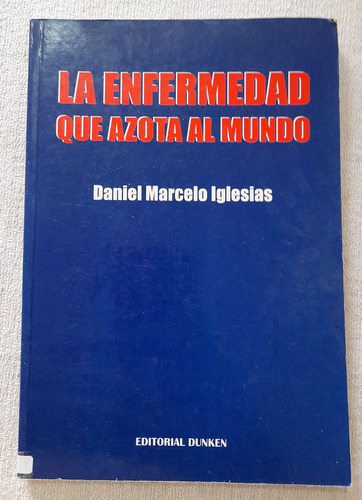 LA ENFERMEDAD
QUE AZOTA AL MUNDO
Daniel Marcelo Iglesias
EDITORIAL DUNKEN